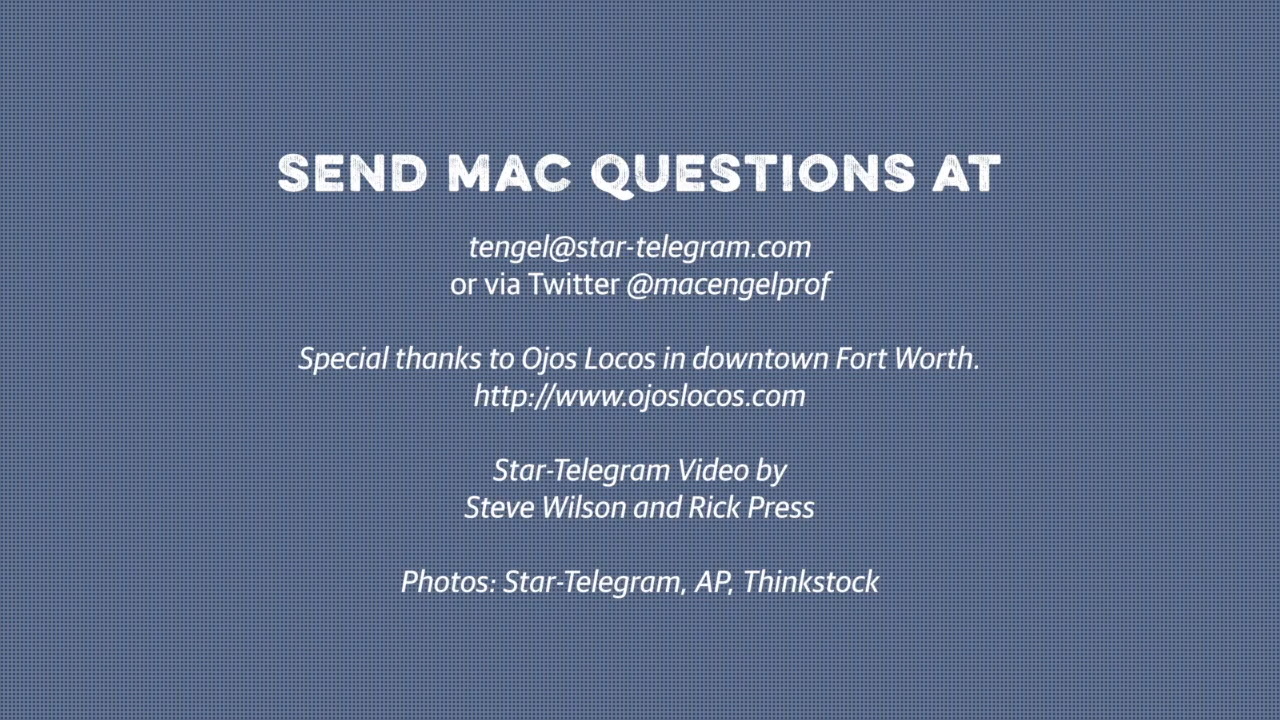 SEND MAC QUESTIONS AT
tengel@star-telegram.com
or via Twitter @macengelprof
Special thanks to Ojos Locos in downtown Fort Worth.
http://www.ojoslocos.com
Star-Telegram Video by
Steve Wilson and Rick Press
Photos: Star-Telegram, AP, Thinkstock